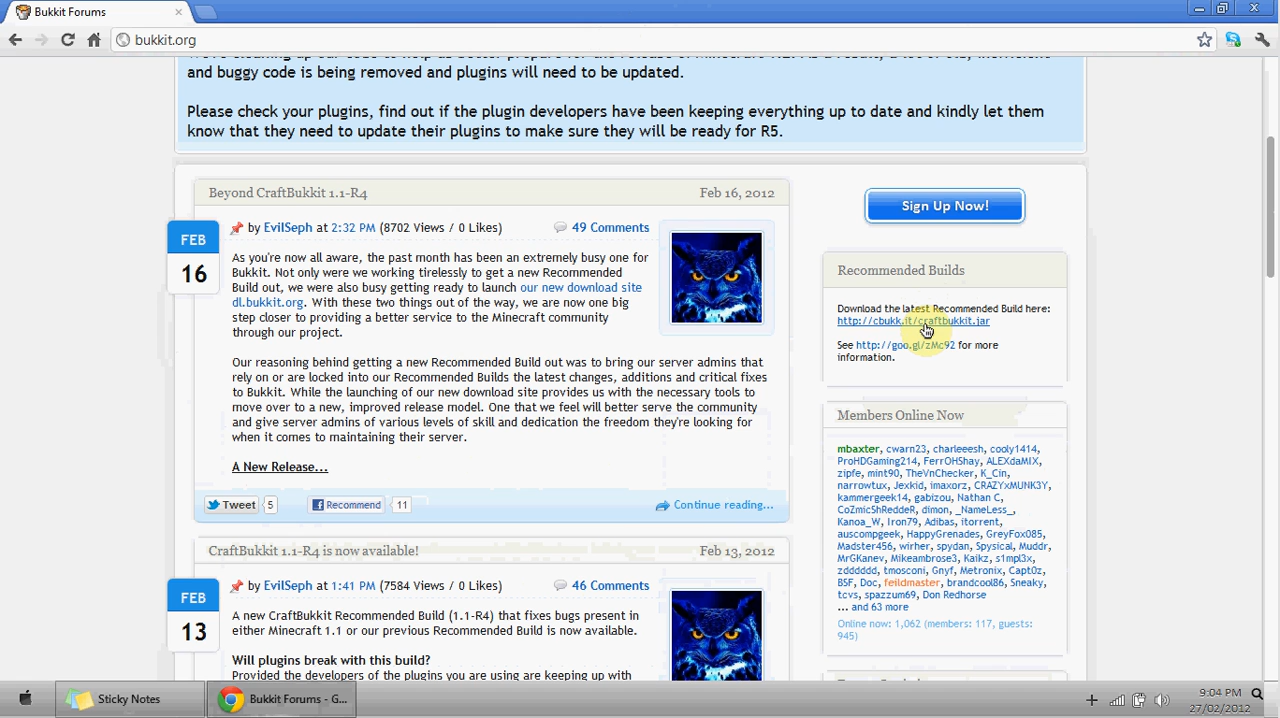 Bukkit Forums
bukkit.org
and buggy code is being removed and plugins will need to be updated.
Please check your plugins, find out if the plugin developers have been keeping everything up to date and kindly let them
know that they need to update their plugins to make sure they will be ready for R5.
Beyond CraftBukkit 1.1-R4
Feb 16, 2012
FEB
16
by EvilSeph at 2:32 PM (8702 Views / 0 Likes)
49 Comments
As you're now all aware, the past month has been an extremely busy one for
Bukkit. Not only were we working tirelessly to get a new Recommended
Build out, we were also busy getting ready to launch our new download site
dl.bukkit.org. With these two things out of the way, we are now one big
step closer to providing a better service to the Minecraft community
through our project.
Our reasoning behind getting a new Recommended Build out was to bring our server admins that
rely on or are locked into our Recommended Builds the latest changes, additions and critical fixes
to Bukkit. While the launching of our new download site provides us with the necessary tools to
move over to a new, improved release model. One that we feel will better serve the community
and give server admins of various levels of skill and dedication the freedom they're looking for
when it comes to maintaining their server.
A New Release...
Tweet 5
Recommend 11
Continue reading...
CraftBukkit 1.1-R4 is now available!
Feb 13, 2012
FEB
13
by EvilSeph at 1:41 PM (7584 Views / 0 Likes)
46 Comments
A new CraftBukkit Recommended Build (1.1-R4) that fixes bugs present in
either Minecraft 1.1 or our previous Recommended Build is now available.
Will plugins break with this build?
Provided the developers of the plugins you are using are keeping up with
Sign Up Now!
Recommended Builds
Download the latest Recommended Build here:
http://cbukk.it/craftbukkit.jar
See http://goo.gl/zMc92 for more
information.
Members Online Now
mbaxter, cwarn23, charleeesh, cooly1414,
ProHDGaming214, FerrOH5hay, ALEXdaMIX,
zipfe, mint90, TheVnChecker, K_Cin,
narrowtux, Jexkid, imaxorz, CRAZYxMUNK3Y,
kammergeek14, gabizou, Nathan C,
CoZmic5hReddeR, dimon, _NameLess_,
Kanoa_W, Iron79, Adibas, itorrent,
auscompgeek, HappyGrenades, GreyFox085,
Madster456, wirher, spydan, Spysical, Muddr,
MrGKanev, Mikeambrose3, Kaikz, s1mpl3x,
zdddddd, tmosconi, Gnyf, Metronix, Capt0z,
B5F, Doc, feildmaster, brandcool86, Sneaky,
tcvs, spazzum69, Don Redhorse
... and 63 more
Online now: 1,062 (members: 117, guests:
945)
Sticky Notes
Bukkit Forums - G...
9:04 PM
27/02/2012